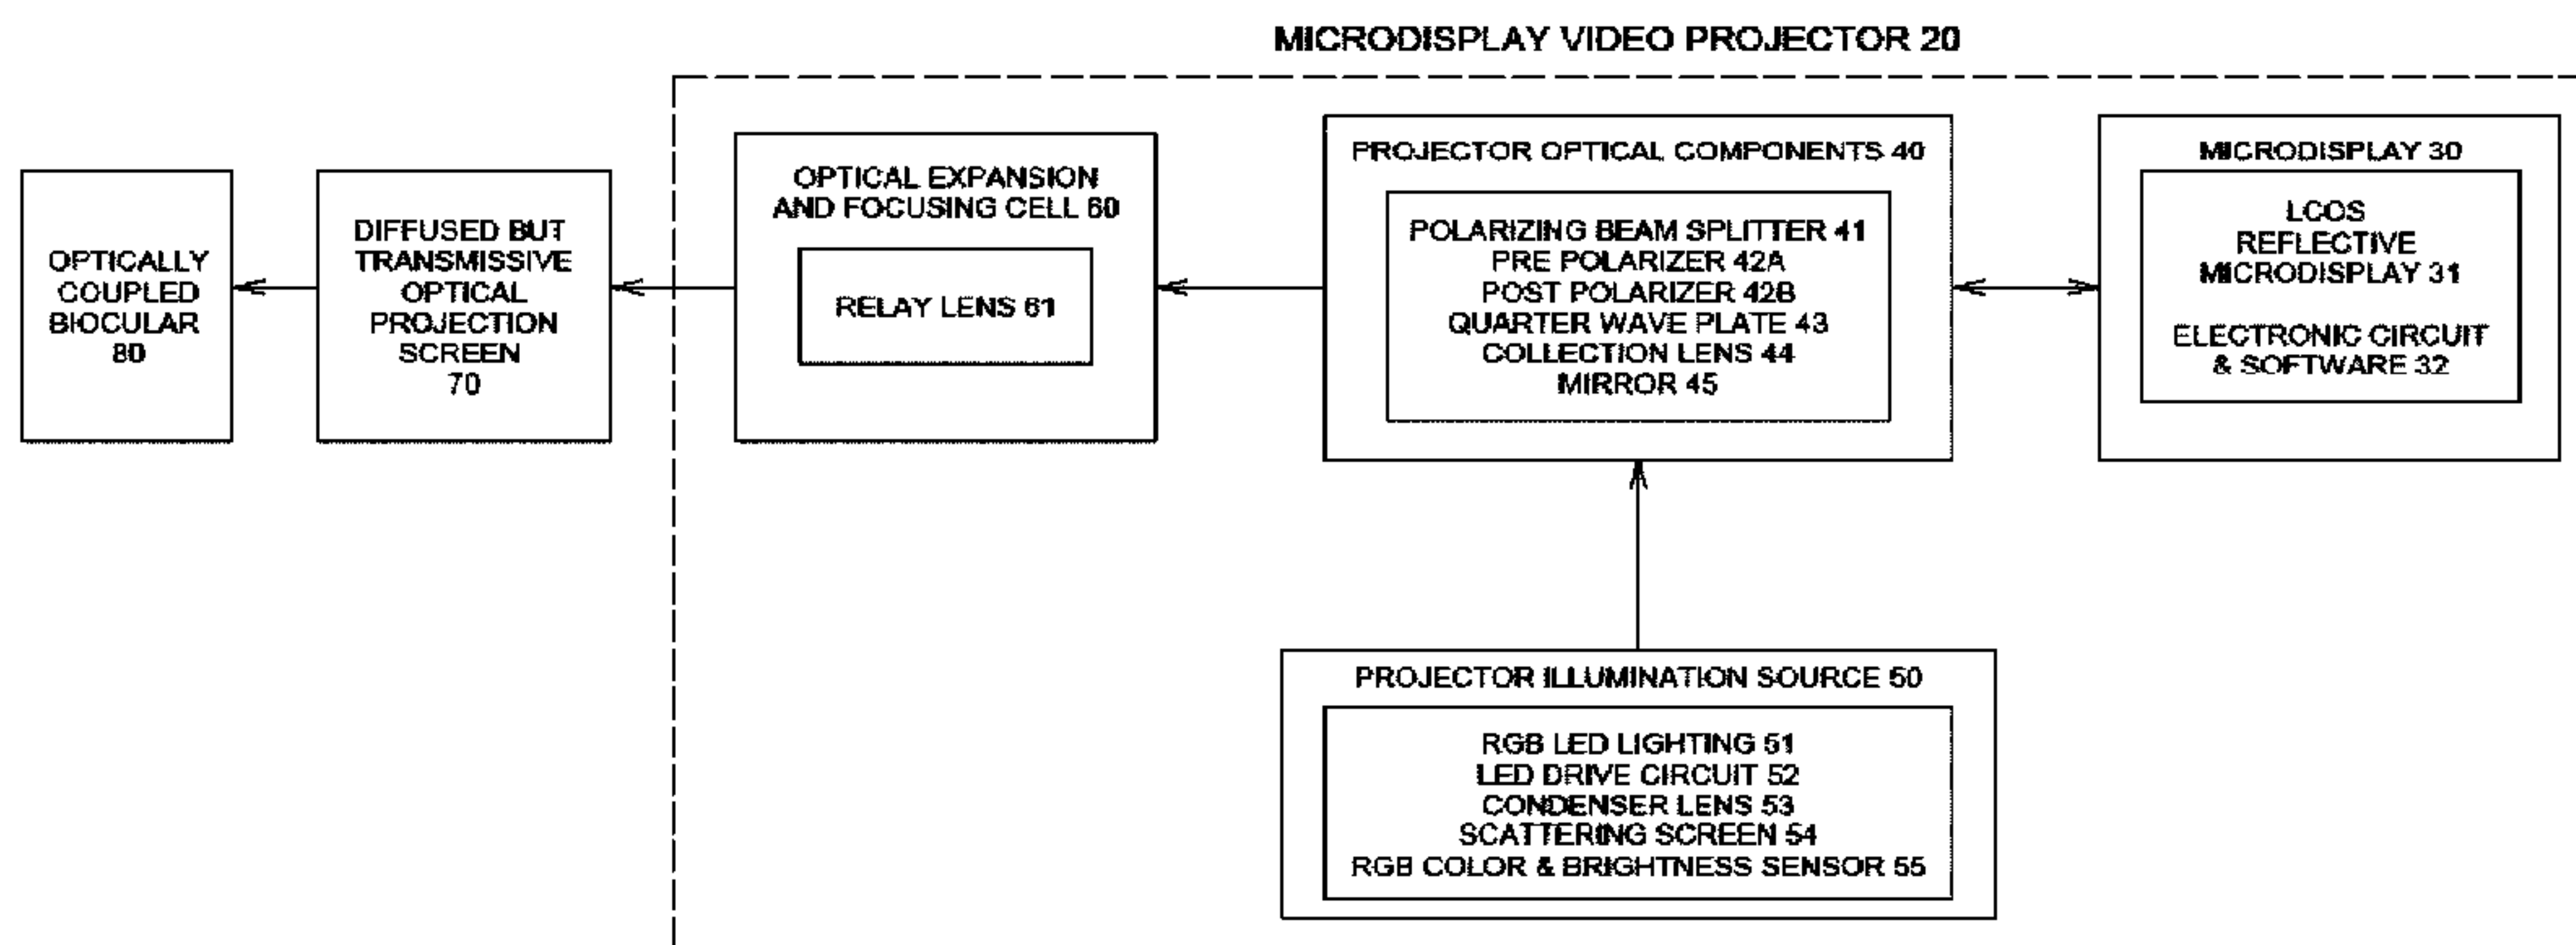 MICRODISPLAY VIDEO PROJECTOR 20
OPTICALLY
COUPLED
BIOCULAR
80
DIFFUSED BUT
TRANSMISSIVE
OPTICAL
PROJECTION
SCREEN
70
OPTICAL EXPANSION
AND FOCUSING CELL 60
RELAY LENS 61
PROJECTOR OPTICAL COMPONENTS 40
POLARIZING BEAM SPLITTER 41
PRE POLARIZER 42A
POST POLARIZER 42B
QUARTER WAVE PLATE 43
COLLECTION LENS 44
MIRROR 45
MICRODISPLAY 30
LCOS
REFLECTIVE
MICRODISPLAY 31
ELECTRONIC CIRCUIT
& SOFTWARE 32
PROJECTOR ILLUMINATION SOURCE 50
RGB LED LIGHTING 51
LED DRIVE CIRCUIT 52
CONDENSER LENS 53
SCATTERING SCREEN 54
RGB COLOR & BRIGHTNESS SENSOR 55